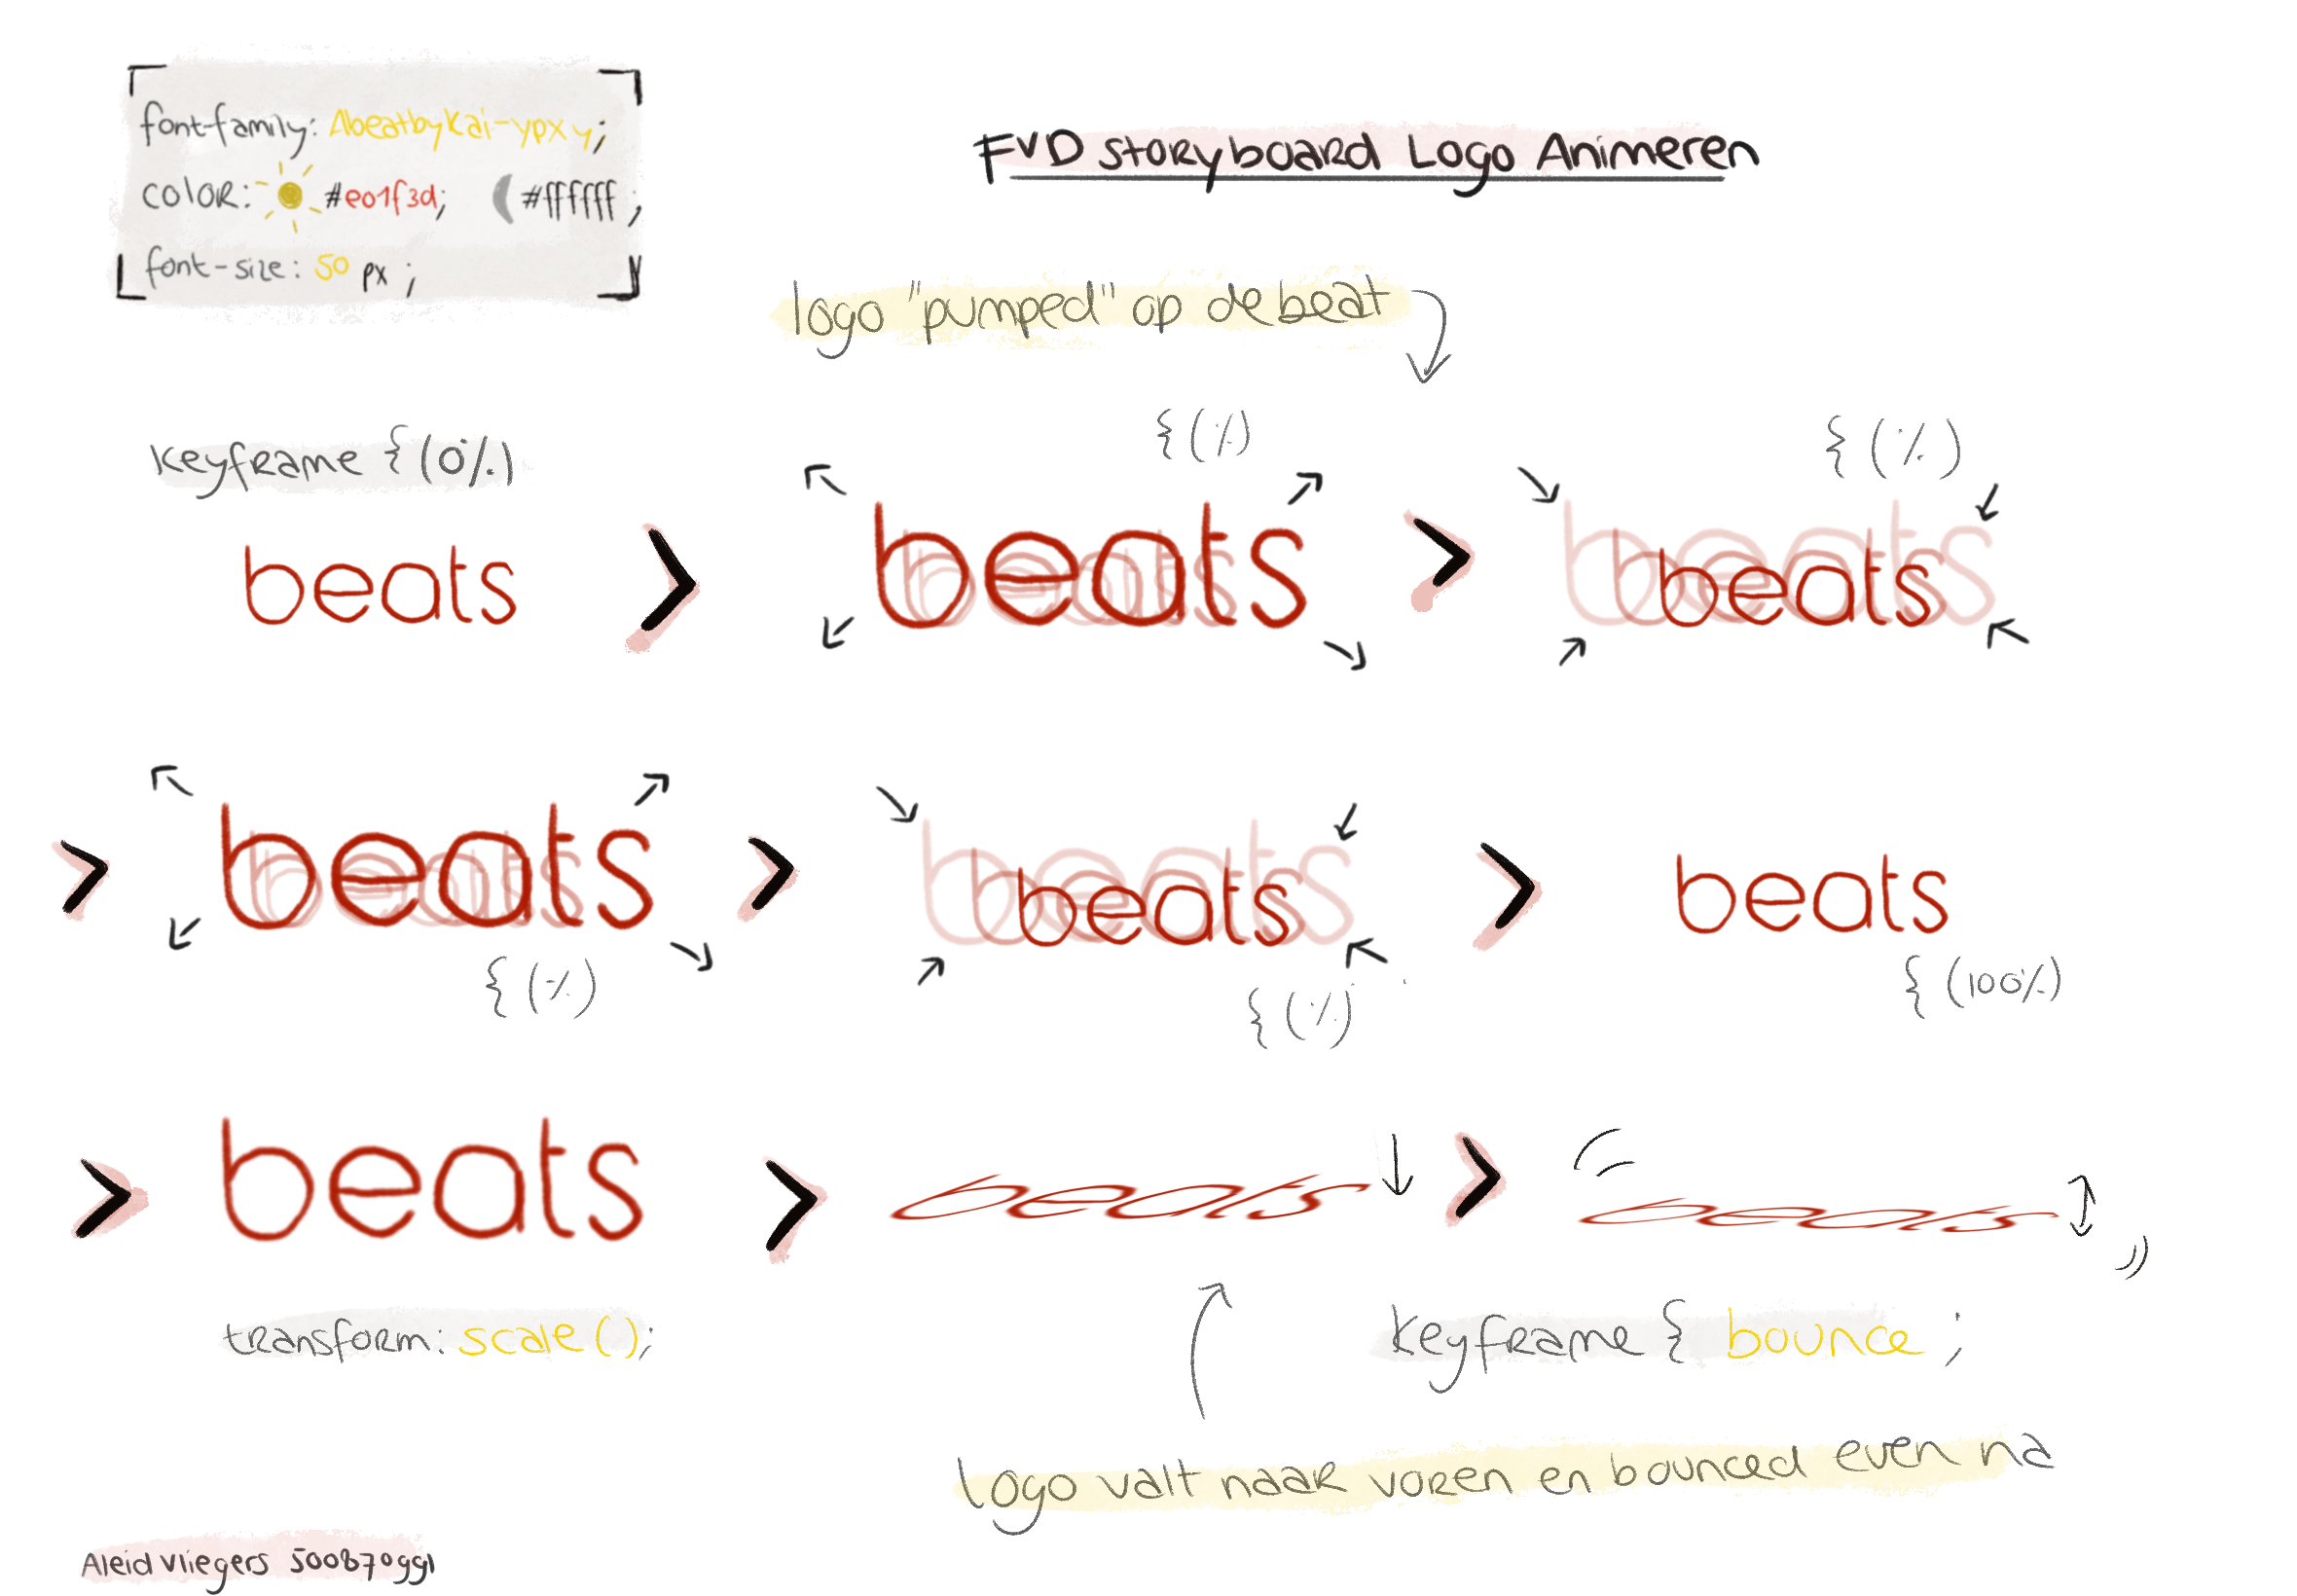 font-family: AbeatbyKai-ypxy;
color: #e01f3d; #ffffff;
font-size: 50 px ;
FVD storyboard Logo Animeren
logo "pumped" op de beat
keyframe { (0%)
{ (%)
{ (%)
beats > beats > beats
> beats > beats > beats
{ (%)
{ (%)
{ (100%)
> beats > beats > beats
transform: scale();
keyframe { bounce ;
Logo valt naar voren en bounced even na
Aleid Vliegers 500870991